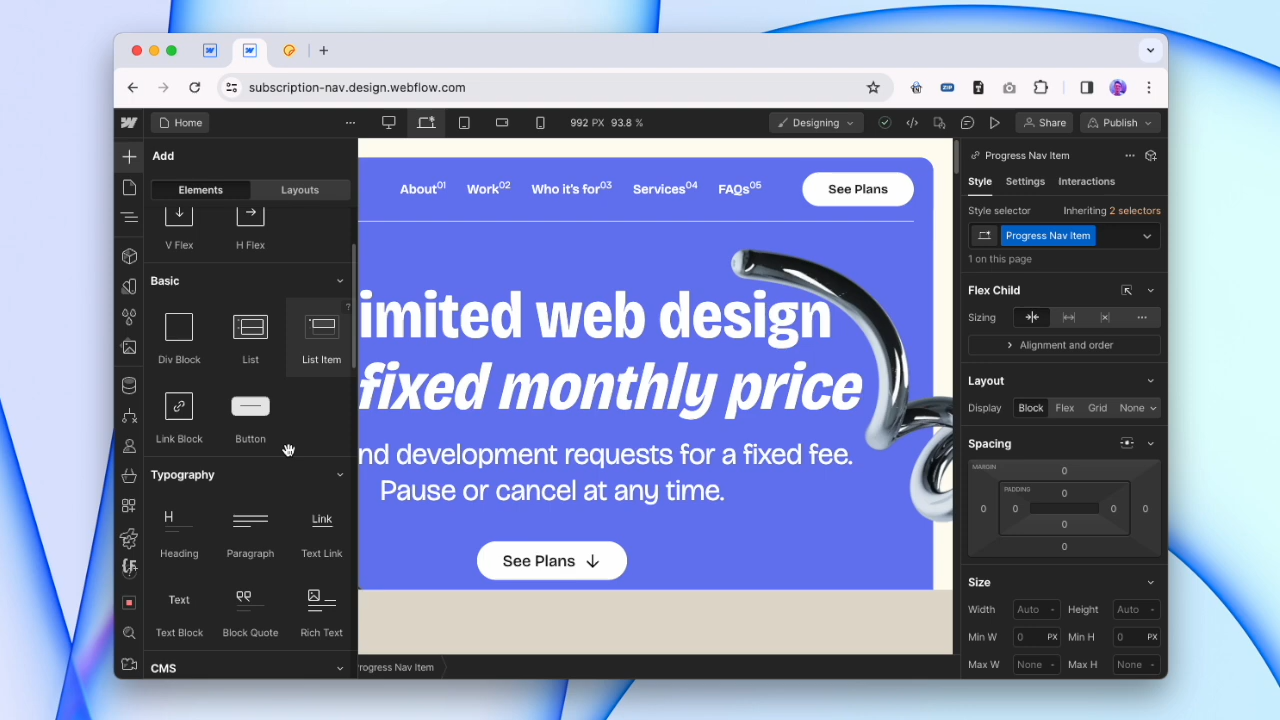 subscription-nav.design.webflow.com
Home
992 PX 93.8 %
Designing
Share
Publish
Add
Elements
Layouts
V Flex
H Flex
Basic
Div Block
List
?
List Item
Link Block
Button
Typography
Heading
Paragraph
Link
Text Link
Text
Text Block
Block Quote
Rich Text
CMS
About01
Work02
Who it's for03
Services04
FAQs05
See Plans
imited web design
fixed monthly price
nd development requests for a fixed fee.
Pause or cancel at any time.
See Plans
rogress Nav Item
Progress Nav Item
Style
Settings
Interactions
Style selector
Inheriting 2 selectors
Progress Nav Item
1 on this page
Flex Child
Sizing
Alignment and order
Layout
Display
Block
Flex
Grid
None
Spacing
MARGIN
0
PADDING
0
0
0
0
0
0
0
Size
Width
Auto
-
Height
Auto
-
Min W
0
PX
Min H
0
PX
Max W
None
-
Max H
None
-